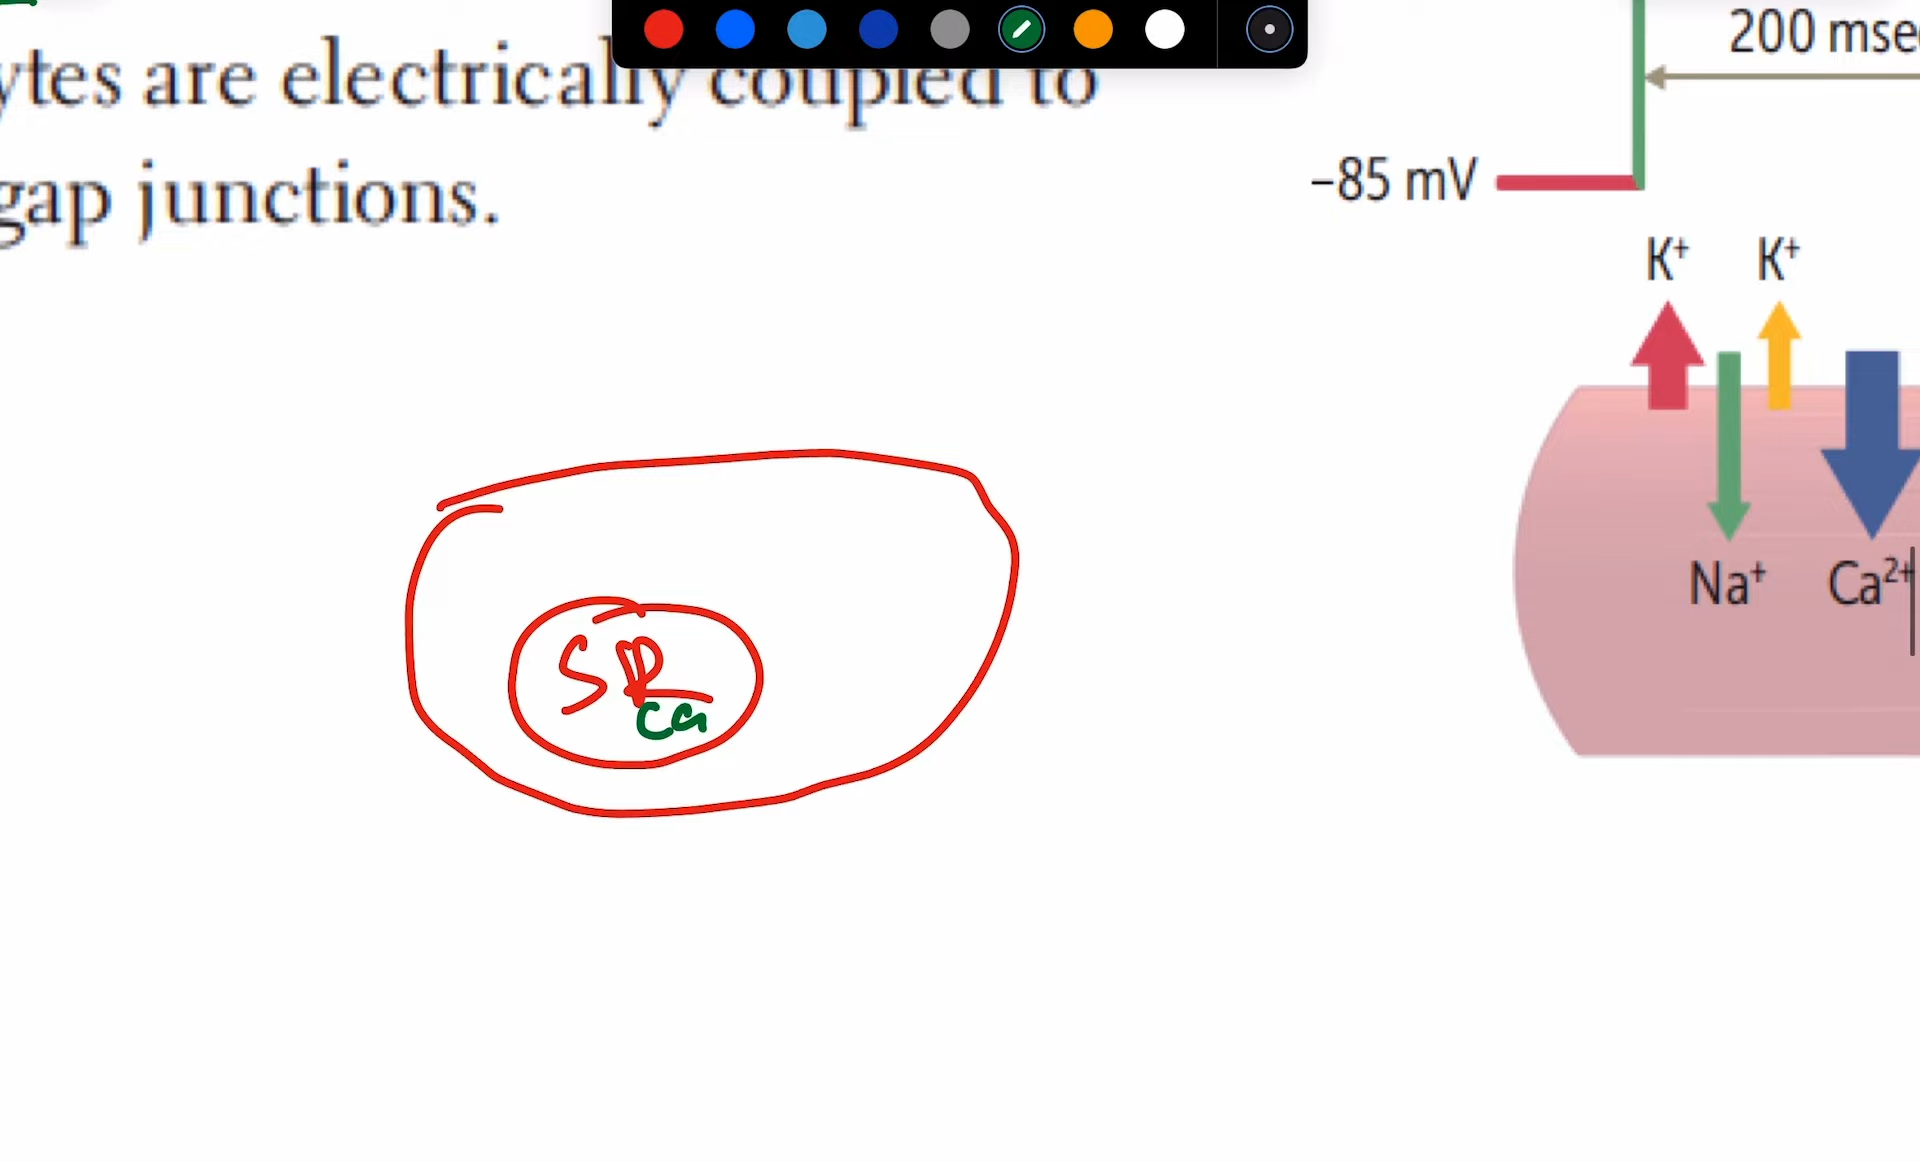 ytes are electrically coupled to
gap junctions.
200 mse
–85 mV
K⁺ K⁺
Na⁺ Ca²⁺
SR
Ca